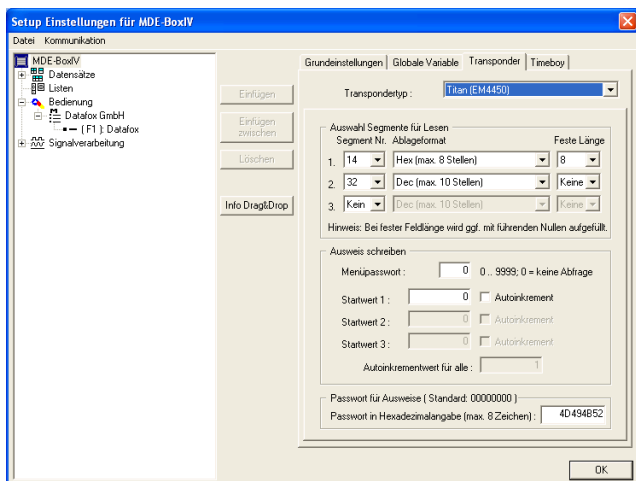 Setup Einstellungen für MDE-BoxIV
Datei Kommunikation
MDE-BoxIV
Datensätze
Listen
Bedienung
Datafox GmbH
( F1 ): Datafox
Signalverarbeitung
Einfügen
Einfügen
zwischen
Löschen
Info Drag&Drop
Grundeinstellungen Globale Variable Transponder Timeboy
Transpondertyp : Titan (EM4450)
Auswahl Segmente für Lesen
Segment Nr. Ablageformat Feste Länge
1. 14 Hex (max. 8 Stellen) 8
2. 32 Dec (max. 10 Stellen) Keine
3. Kein Dec (max. 10 Stellen) Keine
Hinweis: Bei fester Feldlänge wird ggf. mit führenden Nullen aufgefüllt.
Ausweis schreiben
Menüpasswort : 0 0 .. 9999; 0 = keine Abfrage
Startwert 1 : 0 Autoinkrement
Startwert 2 : 0 Autoinkrement
Startwert 3 : 0 Autoinkrement
Autoinkrementwert für alle : 1
Passwort für Ausweise ( Standard: 00000000 )
Passwort in Hexadezimalangabe (max. 8 Zeichen) : 4D494B52
OK